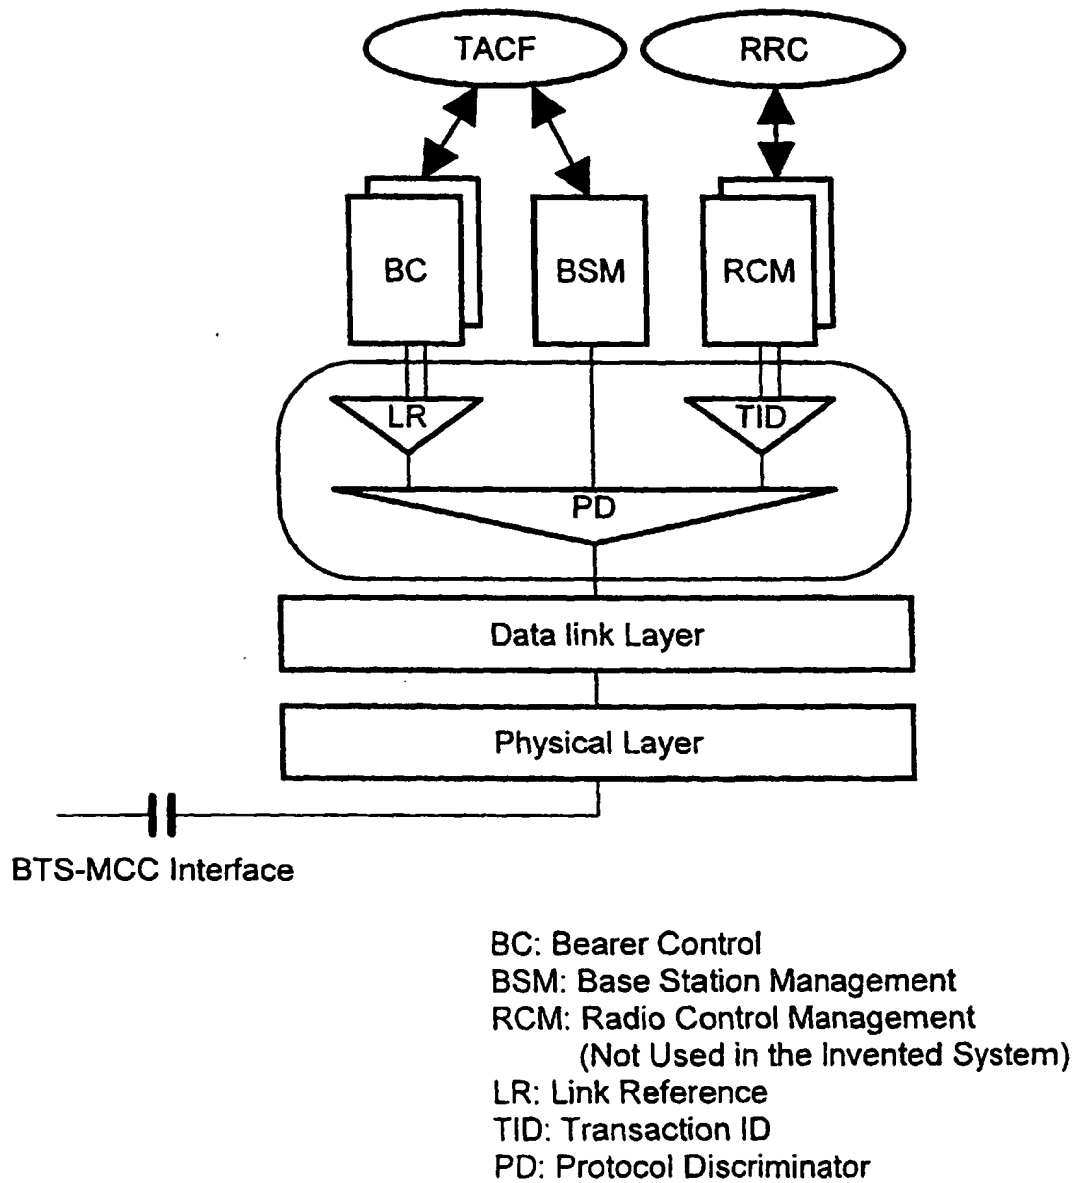 TACF
RRC
BC
BSM
RCM
LR
TID
PD
Data link Layer
Physical Layer
BTS-MCC Interface
BC: Bearer Control
BSM: Base Station Management
RCM: Radio Control Management
(Not Used in the Invented System)
LR: Link Reference
TID: Transaction ID
PD: Protocol Discriminator